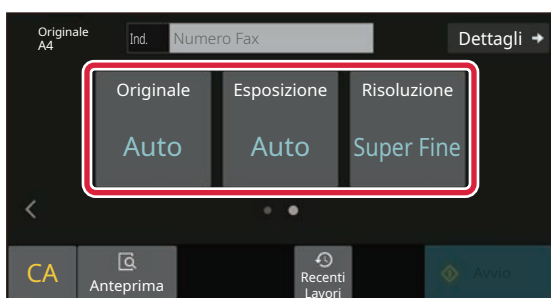 Originale
A4
Ind.
Numero Fax
Dettagli
Originale
Esposizione
Risoluzione
Auto
Auto
Super Fine
CA
Anteprima
Recenti
Lavori
Avvio